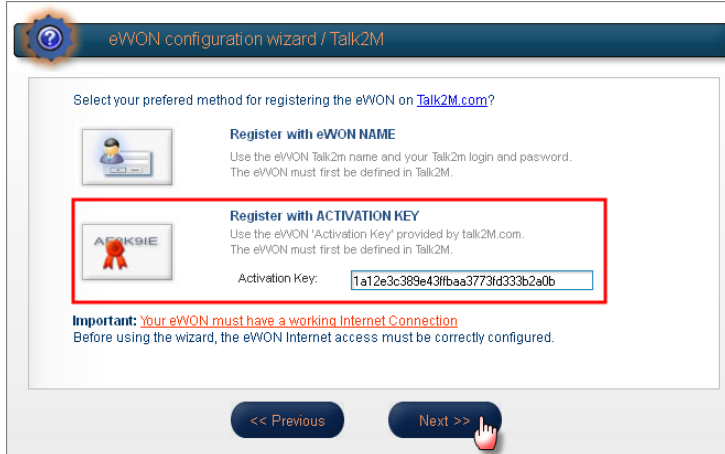 eWON configuration wizard / Talk2M
Select your prefered method for registering the eWON on Talk2M.com?
Register with eWON NAME
Use the eWON Talk2m name and your Talk2m login and password.
The eWON must first be defined in Talk2M.
Register with ACTIVATION KEY
Use the eWON 'Activation Key' provided by talk2M.com.
The eWON must first be defined in Talk2M.
Activation Key: 1a12e3c389e43ffbaa3773fd333b2a0b
Important: Your eWON must have a working Internet Connection
Before using the wizard, the eWON Internet access must be correctly configured.
<< Previous
Next >>